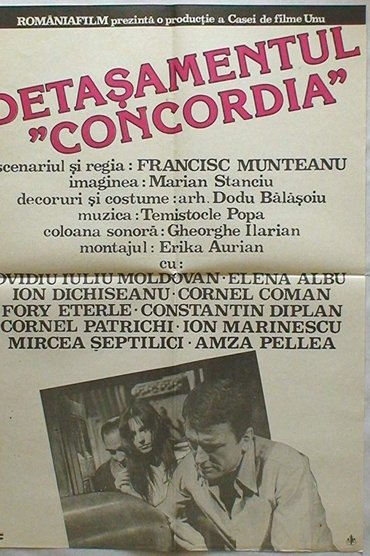 ROMÂNIAFILM prezintă o producție a Casei de filme Unu
DETAȘAMENTUL
"CONCORDIA"
scenariul și regia: FRANCISC MUNTEANU
imaginea: Marian Stanciu
decoruri și costume: arh. Dodu Bălășoiu
muzica: Temistocle Popa
coloana sonoră: Gheorghe Ilarian
montajul: Erika Aurian
cu:
OVIDIU IULIU MOLDOVAN · ELENA ALBU
ION DICHISEANU · CORNEL COMAN
FORY ETERLE · CONSTANTIN DIPLAN
CORNEL PATRICHI · ION MARINESCU
MIRCEA ȘEPTILICI · AMZA PELLEA